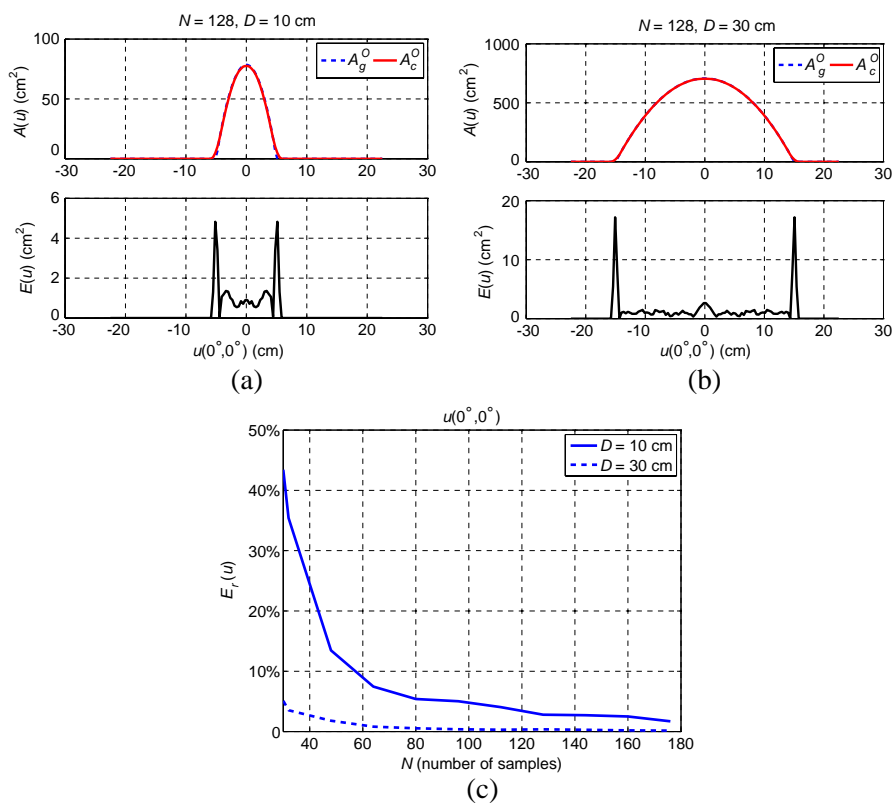 N = 128, D = 10 cm
100
50
0
A(u) (cm²)
A_g^O A_c^O
-30 -20 -10 0 10 20 30
6
4
2
0
E(u) (cm²)
-30 -20 -10 0 10 20 30
u(0°,0°) (cm)
(a)
N = 128, D = 30 cm
1000
500
0
A(u) (cm²)
A_g^O A_c^O
-30 -20 -10 0 10 20 30
20
10
0
E(u) (cm²)
-30 -20 -10 0 10 20 30
u(0°,0°) (cm)
(b)
u(0°,0°)
50%
40%
30%
20%
10%
0
E_r(u)
D = 10 cm
D = 30 cm
40 60 80 100 120 140 160 180
N (number of samples)
(c)